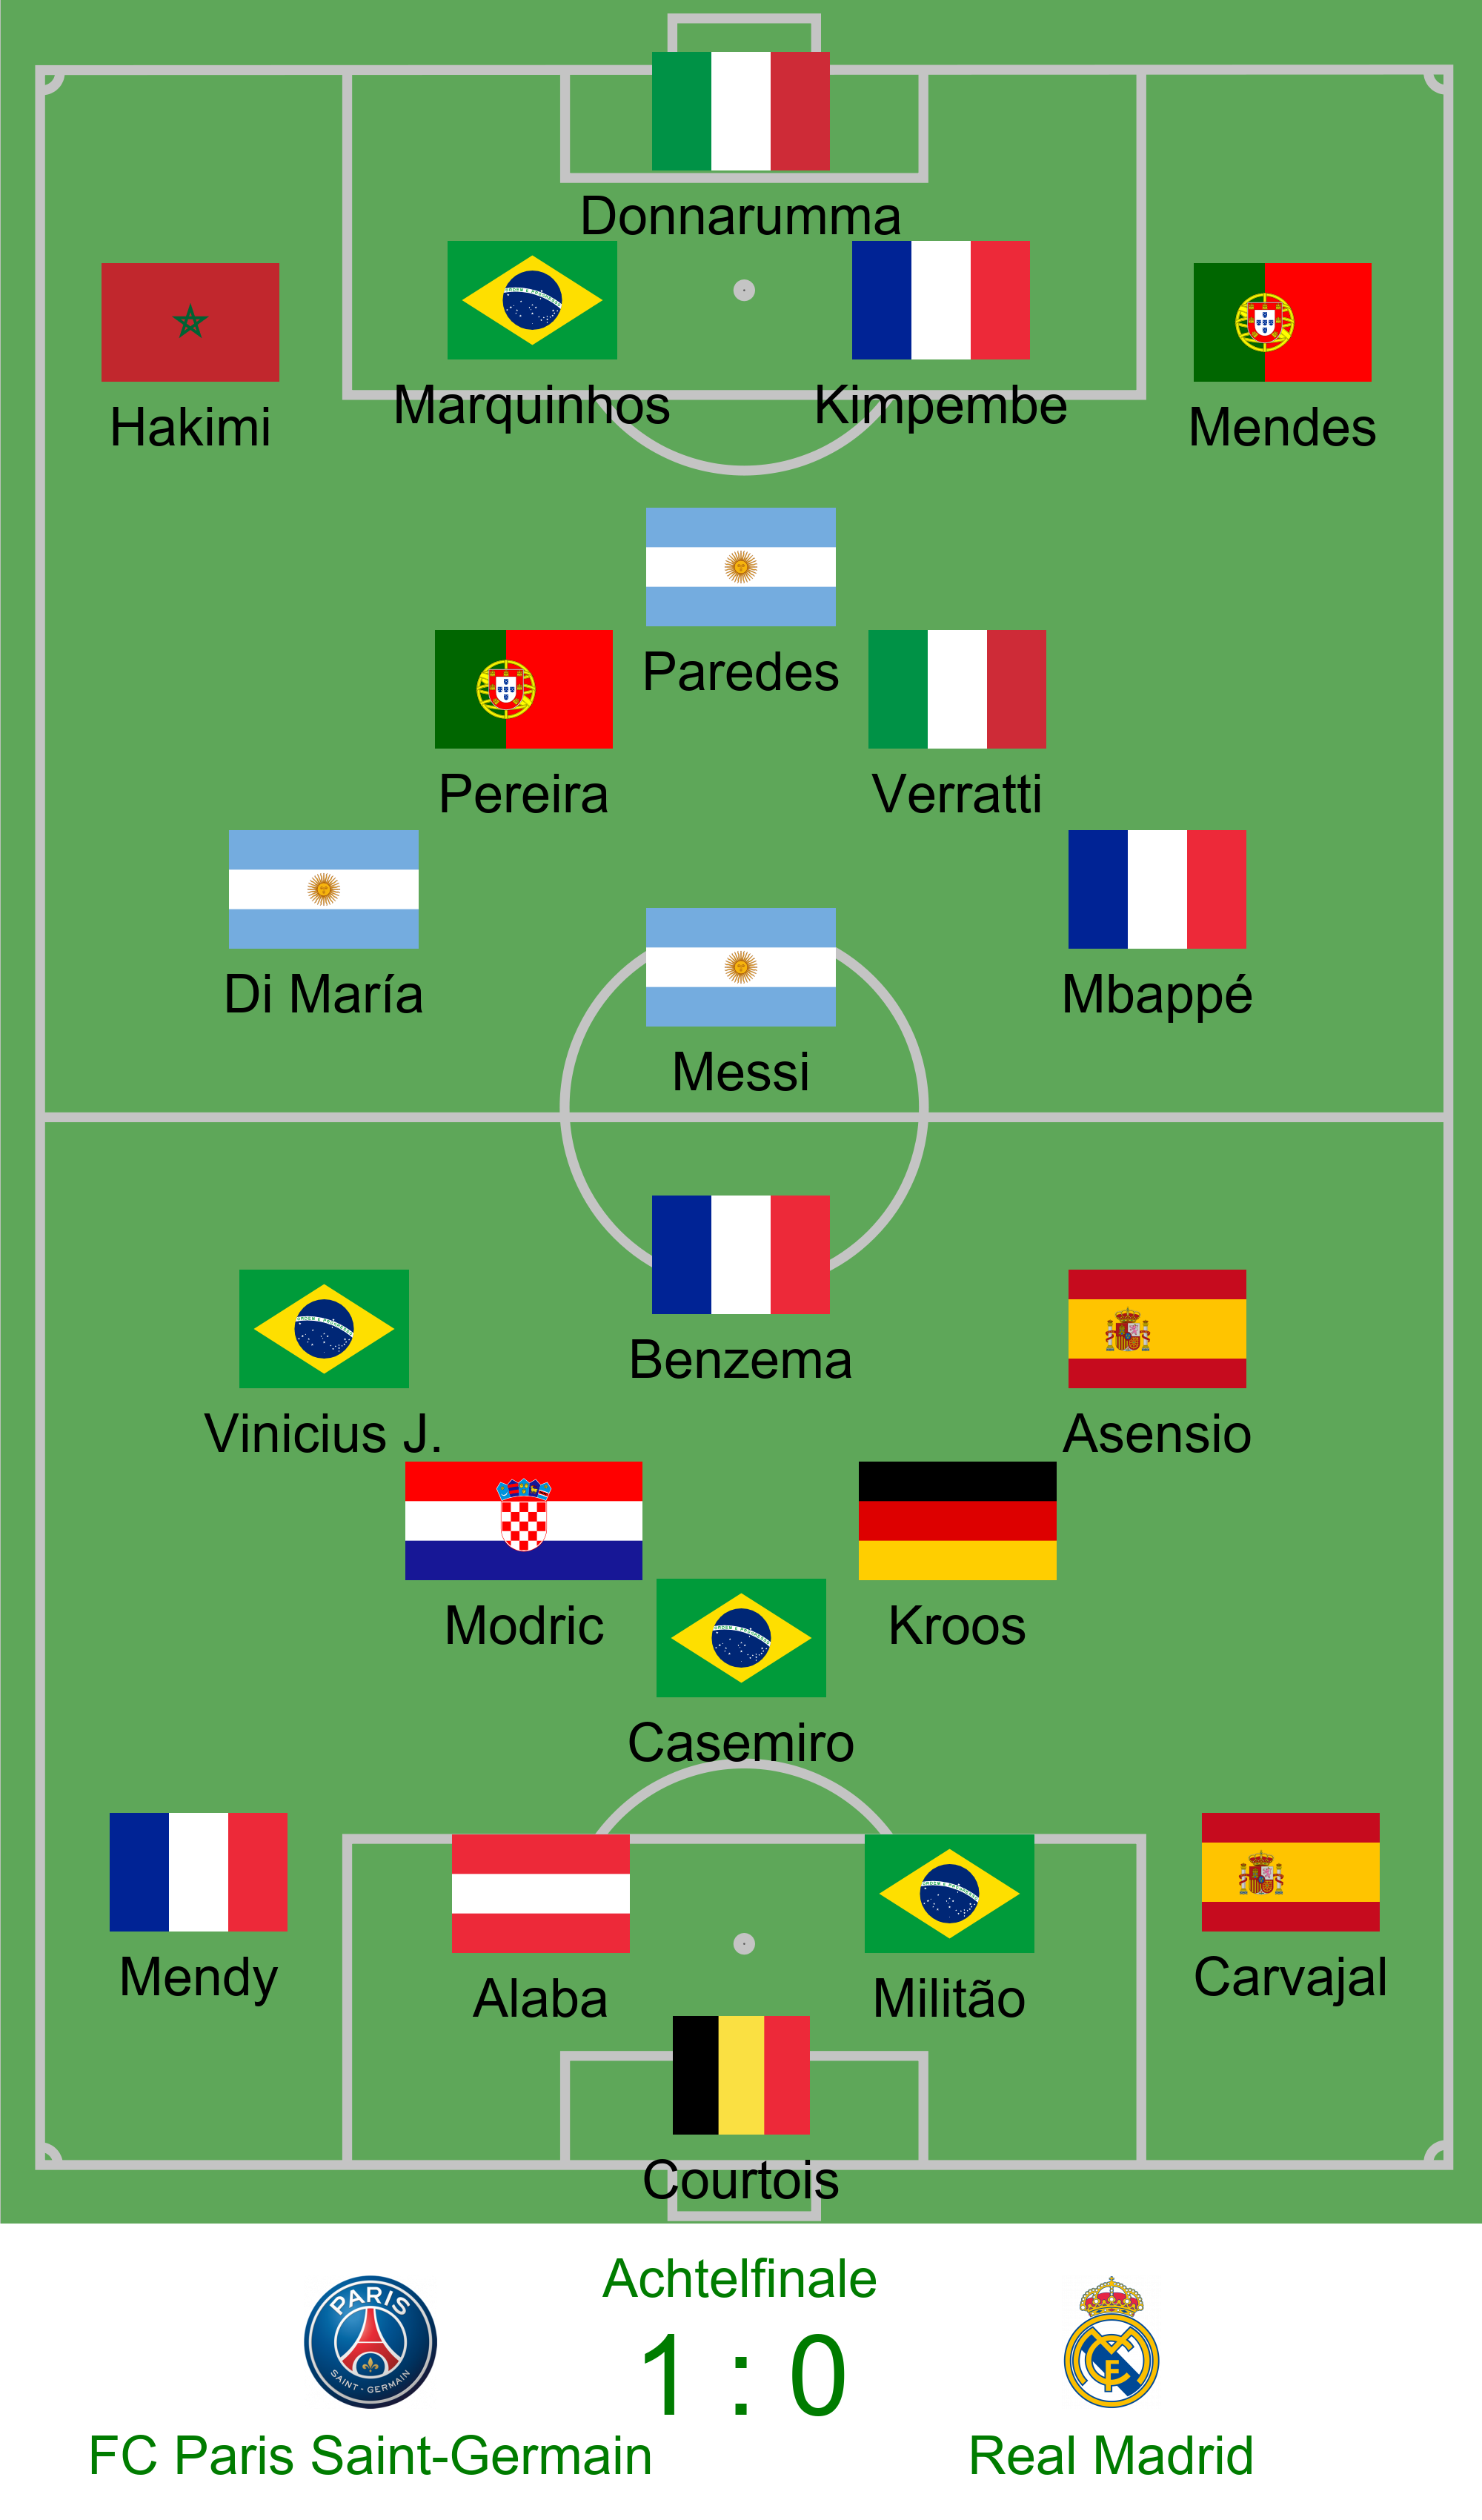 Donnarumma
Hakimi
Marquinhos
Kimpembe
Mendes
Paredes
Pereira
Verratti
Di María
Messi
Mbappé
Benzema
Vinicius J.
Asensio
Modric
Kroos
Casemiro
Mendy
Alaba
Militão
Carvajal
Courtois
Achtelfinale
1 : 0
PARIS
SAINT - GERMAIN
FC Paris Saint-Germain
Real Madrid